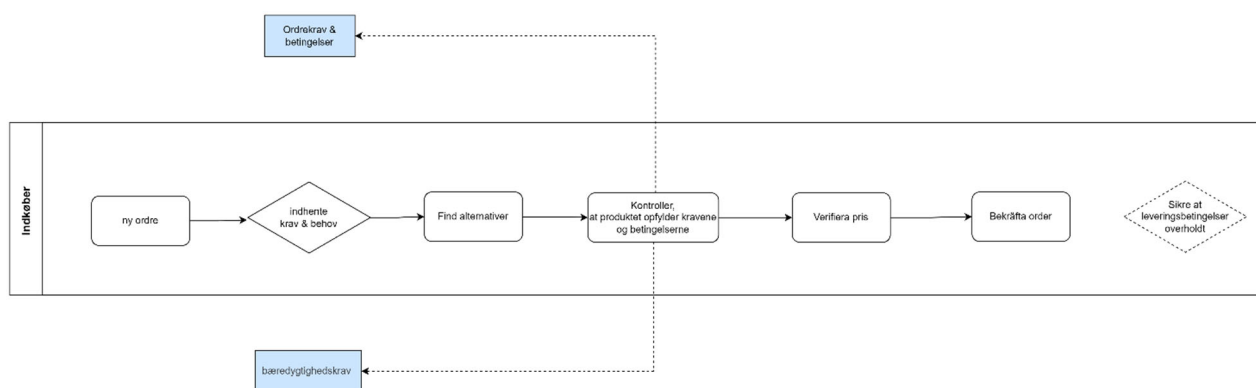 Ordrekrav &
betingelser
Indkøber
ny ordre
indhente
krav & behov
Find alternativer
Kontroller,
at produktet opfylder kravene
og betingelserne
Verifiera pris
Bekräfta order
Sikre at
leveringsbetingelser
overholdt
bæredygtighedskrav